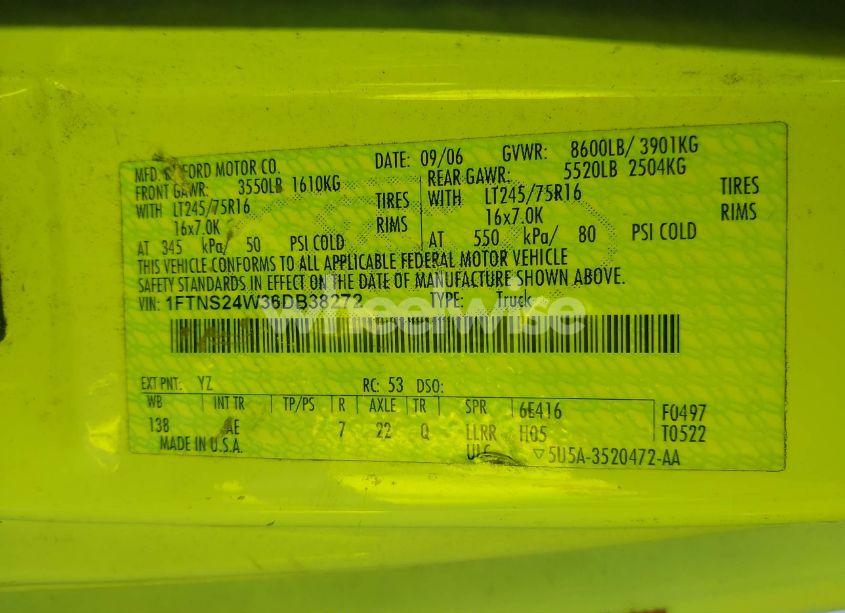 MFD. BY FORD MOTOR CO. DATE: 09/06 GVWR: 8600LB/ 3901KG
FRONT GAWR: 3550LB 1610KG REAR GAWR: 5520LB 2504KG
WITH LT245/75R16 TIRES WITH LT245/75R16 TIRES
16x7.0K RIMS 16x7.0K RIMS
AT 345 kPa/ 50 PSI COLD AT 550 kPa/ 80 PSI COLD
THIS VEHICLE CONFORMS TO ALL APPLICABLE FEDERAL MOTOR VEHICLE
SAFETY STANDARDS IN EFFECT ON THE DATE OF MANUFACTURE SHOWN ABOVE.
VIN: 1FTNS24W36DB38272 TYPE: Truck
wheelwise
EXT PNT: YZ RC: 53 DSO:
WB INT TR TP/PS R AXLE TR SPR 6E416 F0497
138 AE 7 22 Q LLRR H05 T0522
MADE IN U.S.A. ▽5U5A-3520472-AA